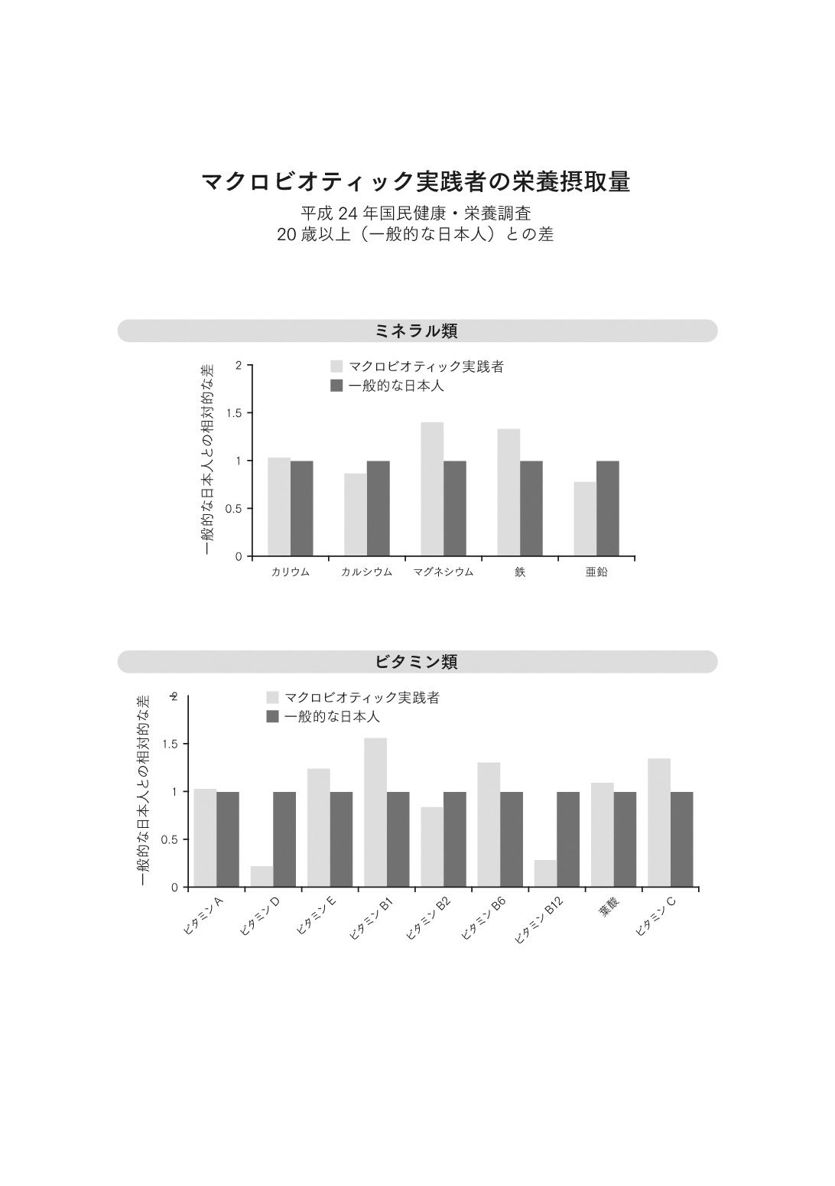 マクロビオティック実践者の栄養摂取量
平成 24 年国民健康・栄養調査
20 歳以上（一般的な日本人）との差
ミネラル類
一般的な日本人との相対的な差
2
1.5
1
0.5
0
マクロビオティック実践者
一般的な日本人
カリウム
カルシウム
マグネシウム
鉄
亜鉛
ビタミン類
一般的な日本人との相対的な差
2
1.5
1
0.5
0
マクロビオティック実践者
一般的な日本人
ビタミン A
ビタミン D
ビタミン E
ビタミン B1
ビタミン B2
ビタミン B6
ビタミン B12
葉酸
ビタミン C